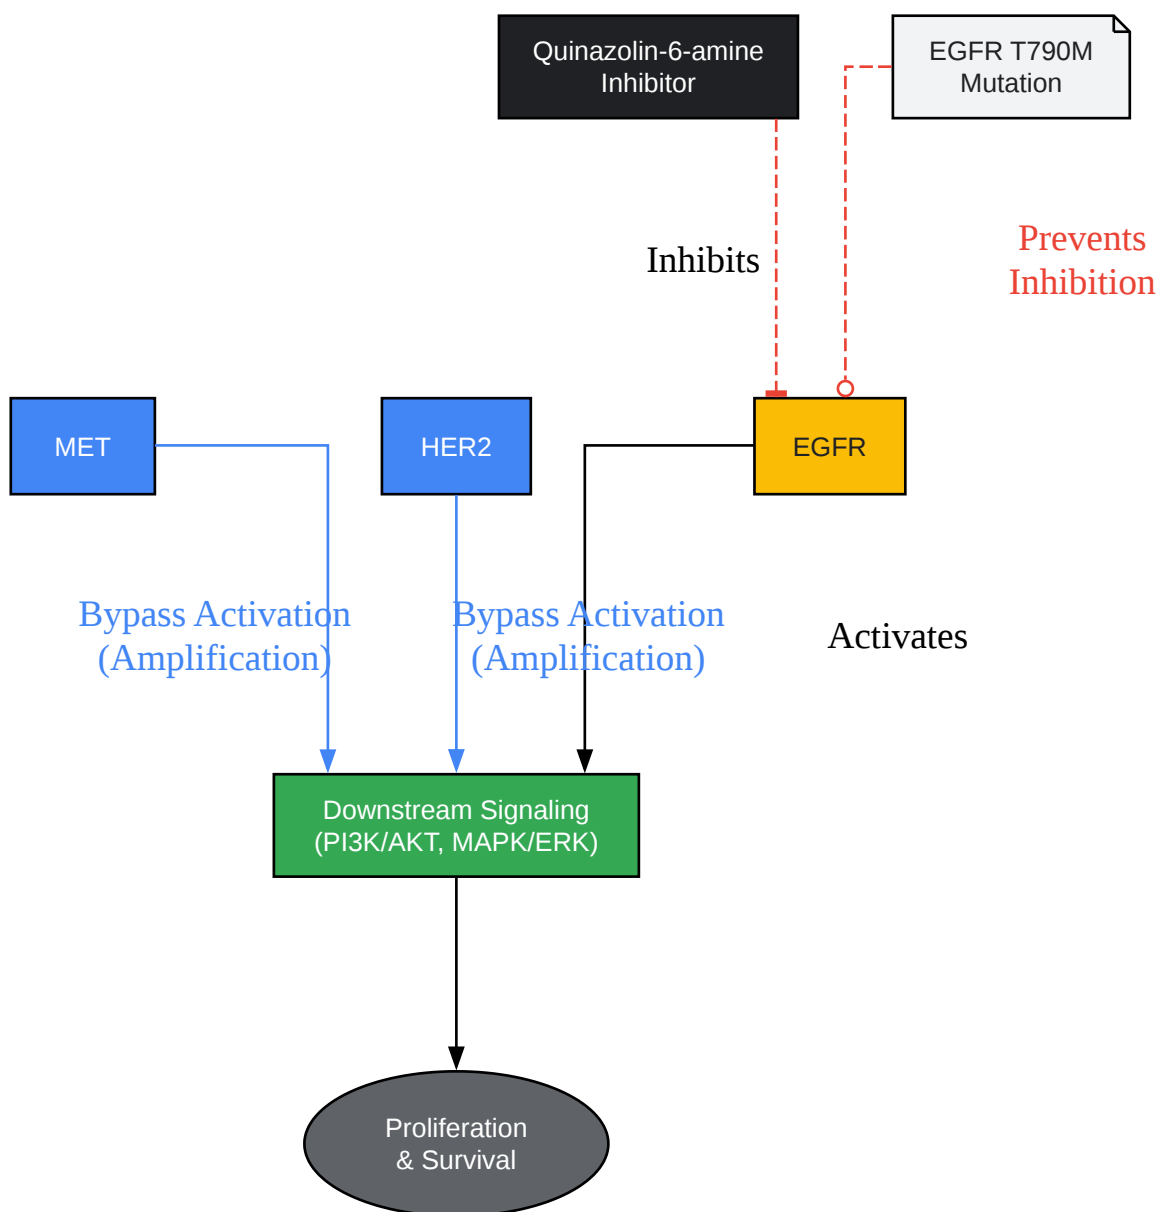 Quinazolin-6-amine
Inhibitor
EGFR T790M
Mutation
Inhibits
Prevents
Inhibition
MET
HER2
EGFR
Bypass Activation
(Amplification)
Bypass Activation
(Amplification)
Activates
Downstream Signaling
(PI3K/AKT, MAPK/ERK)
Proliferation
& Survival